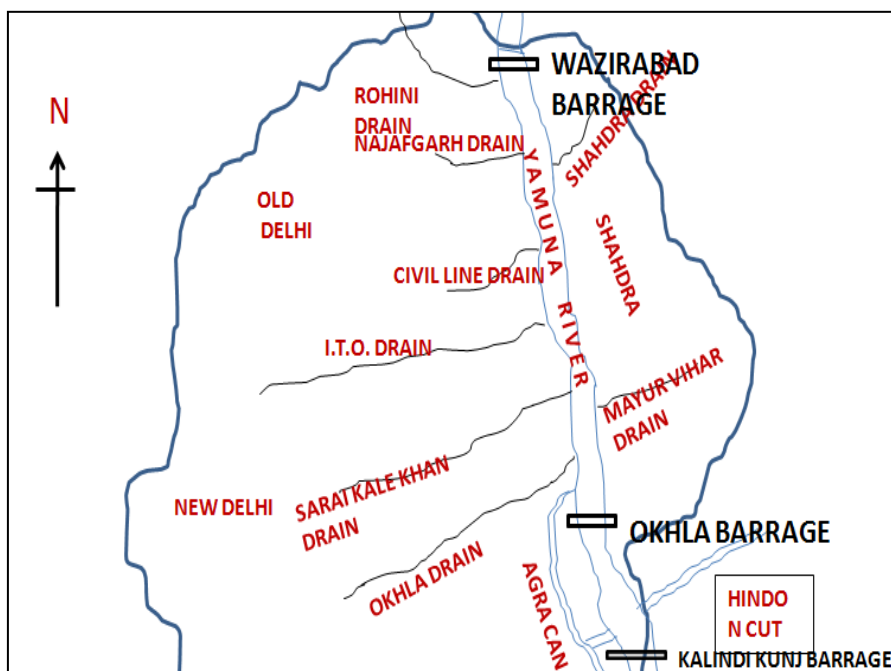 WAZIRABAD
BARRAGE
N
ROHINI
DRAIN
NAJAFGARH DRAIN
SHAHDRA DRAIN
YAMUNA RIVER
OLD
DELHI
SHAHDRA
CIVIL LINE DRAIN
I.T.O. DRAIN
MAYUR VIHAR
DRAIN
NEW DELHI
SARAI KALE KHAN
DRAIN
OKHLA BARRAGE
OKHLA DRAIN
AGRA CAN
HINDO
N CUT
KALINDI KUNJ BARRAGE